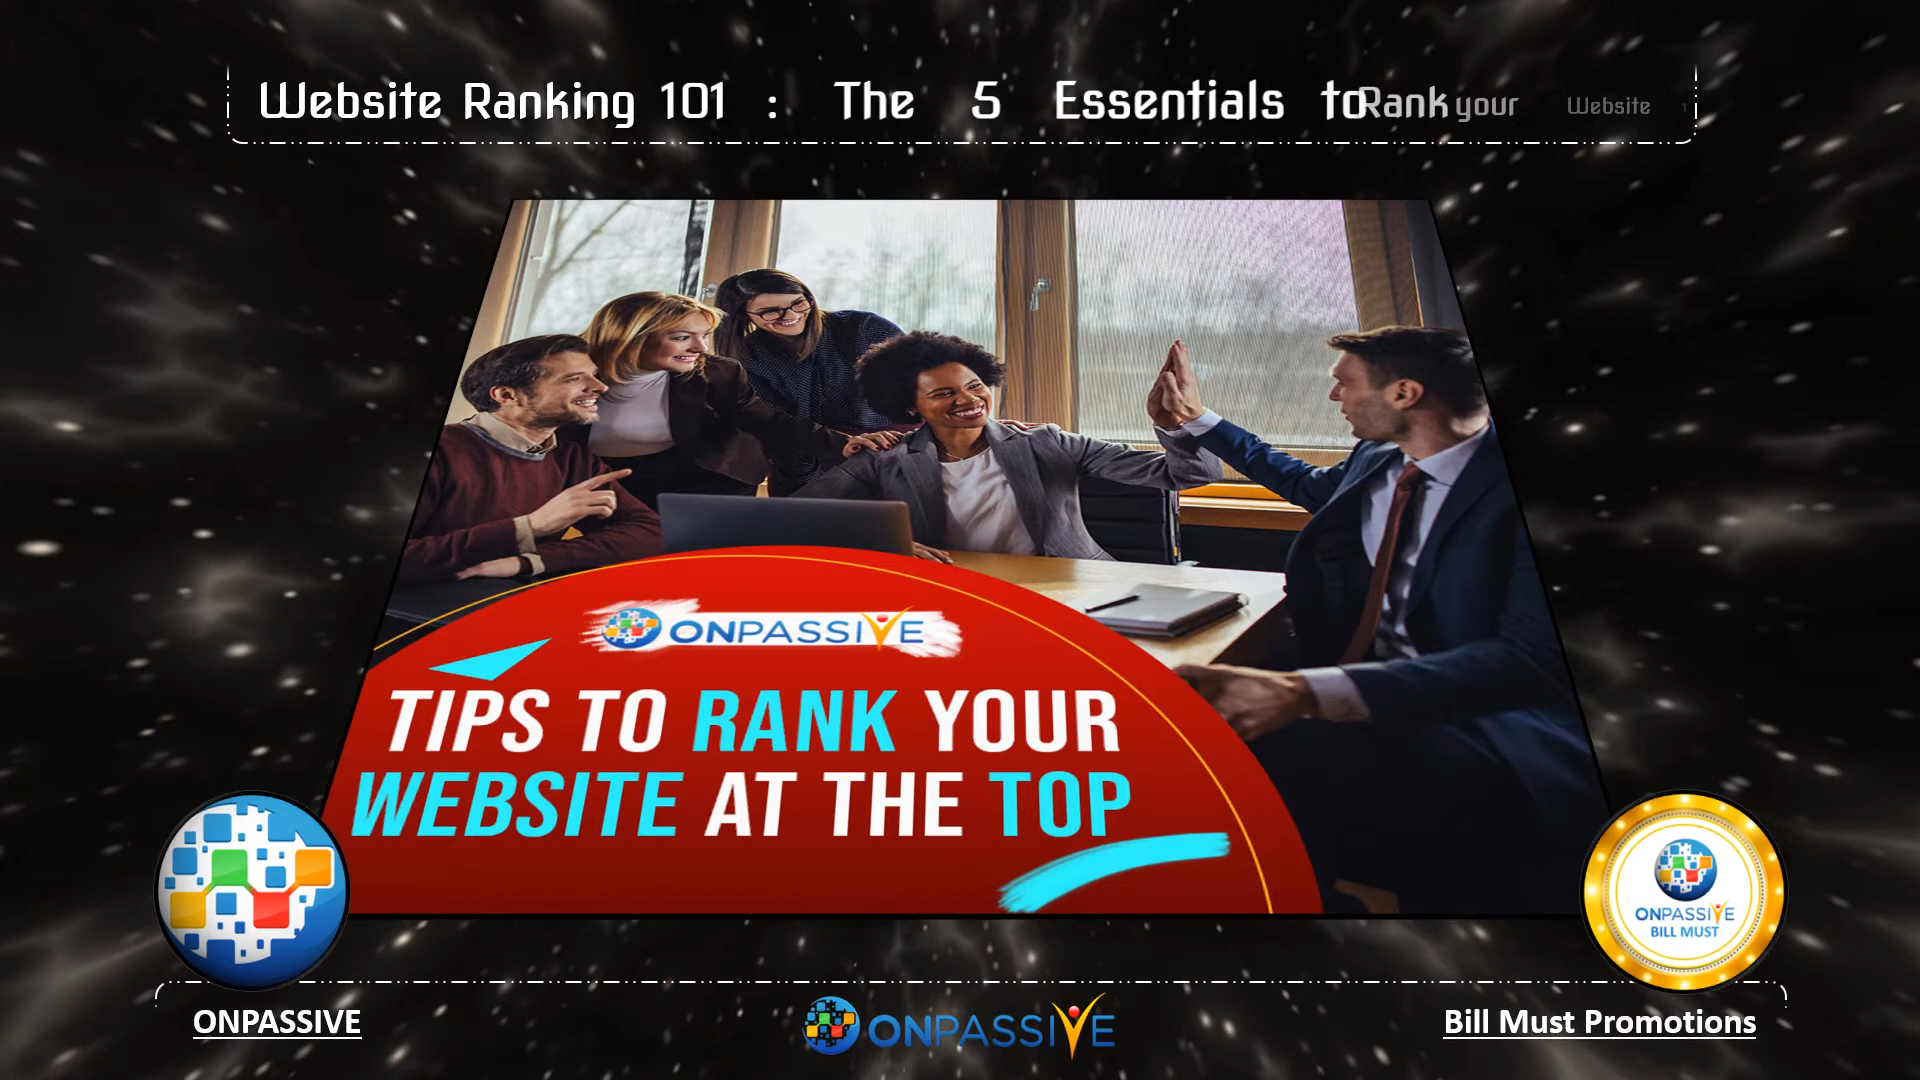 Website Ranking 101 : The 5 Essentials to Rank your Website
ONPASSIVE
TIPS TO RANK YOUR
WEBSITE AT THE TOP
ONPASSIVE
BILL MUST
ONPASSIVE
ONPASSIVE
Bill Must Promotions